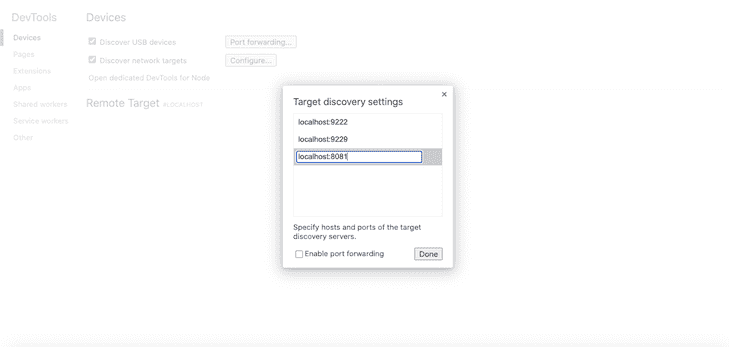 DevTools
Devices
Devices
Pages
Extensions
Apps
Shared workers
Service workers
Other
Discover USB devices
Port forwarding...
Discover network targets
Configure...
Open dedicated DevTools for Node
Remote Target #LOCALHOST
×
Target discovery settings
localhost:9222
localhost:9229
localhost:8081
Specify hosts and ports of the target
discovery servers.
Enable port forwarding
Done